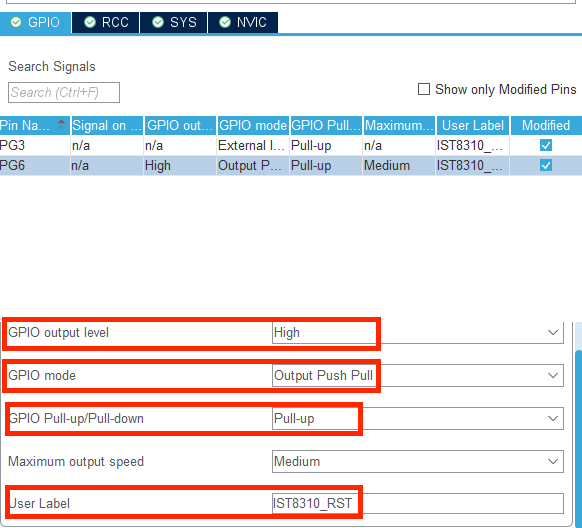 GPIO RCC SYS NVIC
Search Signals
Search (Ctrl+F)
Show only Modified Pins
Pin Na... Signal on ... GPIO out... GPIO mode GPIO Pull... Maximum... User Label Modified
PG3 n/a n/a External I... Pull-up n/a IST8310_...
PG6 n/a High Output P... Pull-up Medium IST8310_...
GPIO output level High
GPIO mode Output Push Pull
GPIO Pull-up/Pull-down Pull-up
Maximum output speed Medium
User Label IST8310_RST